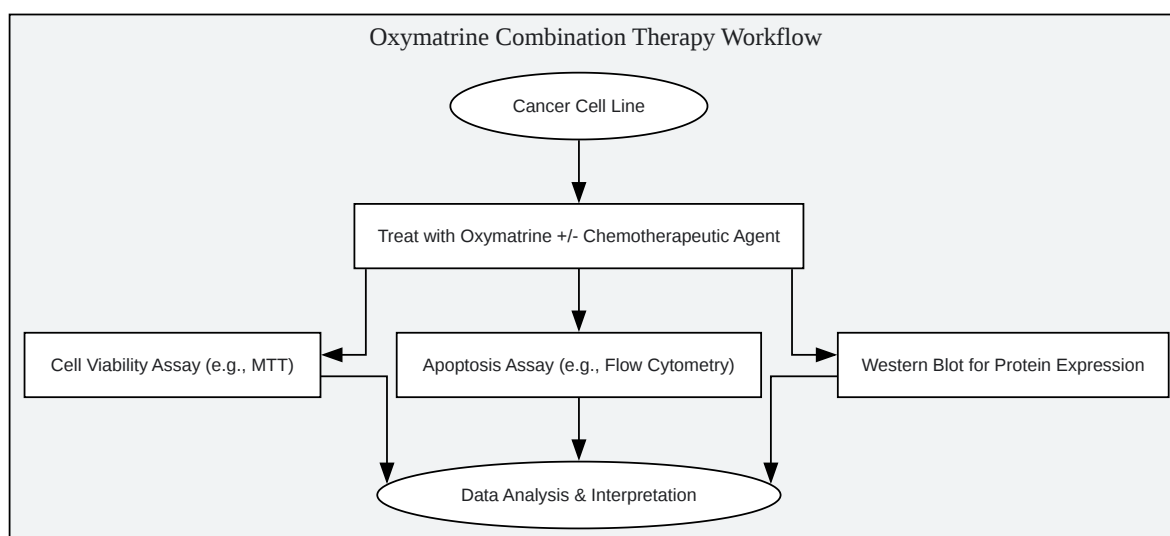 Oxymatrine Combination Therapy Workflow
Cancer Cell Line
Treat with Oxymatrine +/- Chemotherapeutic Agent
Cell Viability Assay (e.g., MTT)
Apoptosis Assay (e.g., Flow Cytometry)
Western Blot for Protein Expression
Data Analysis & Interpretation